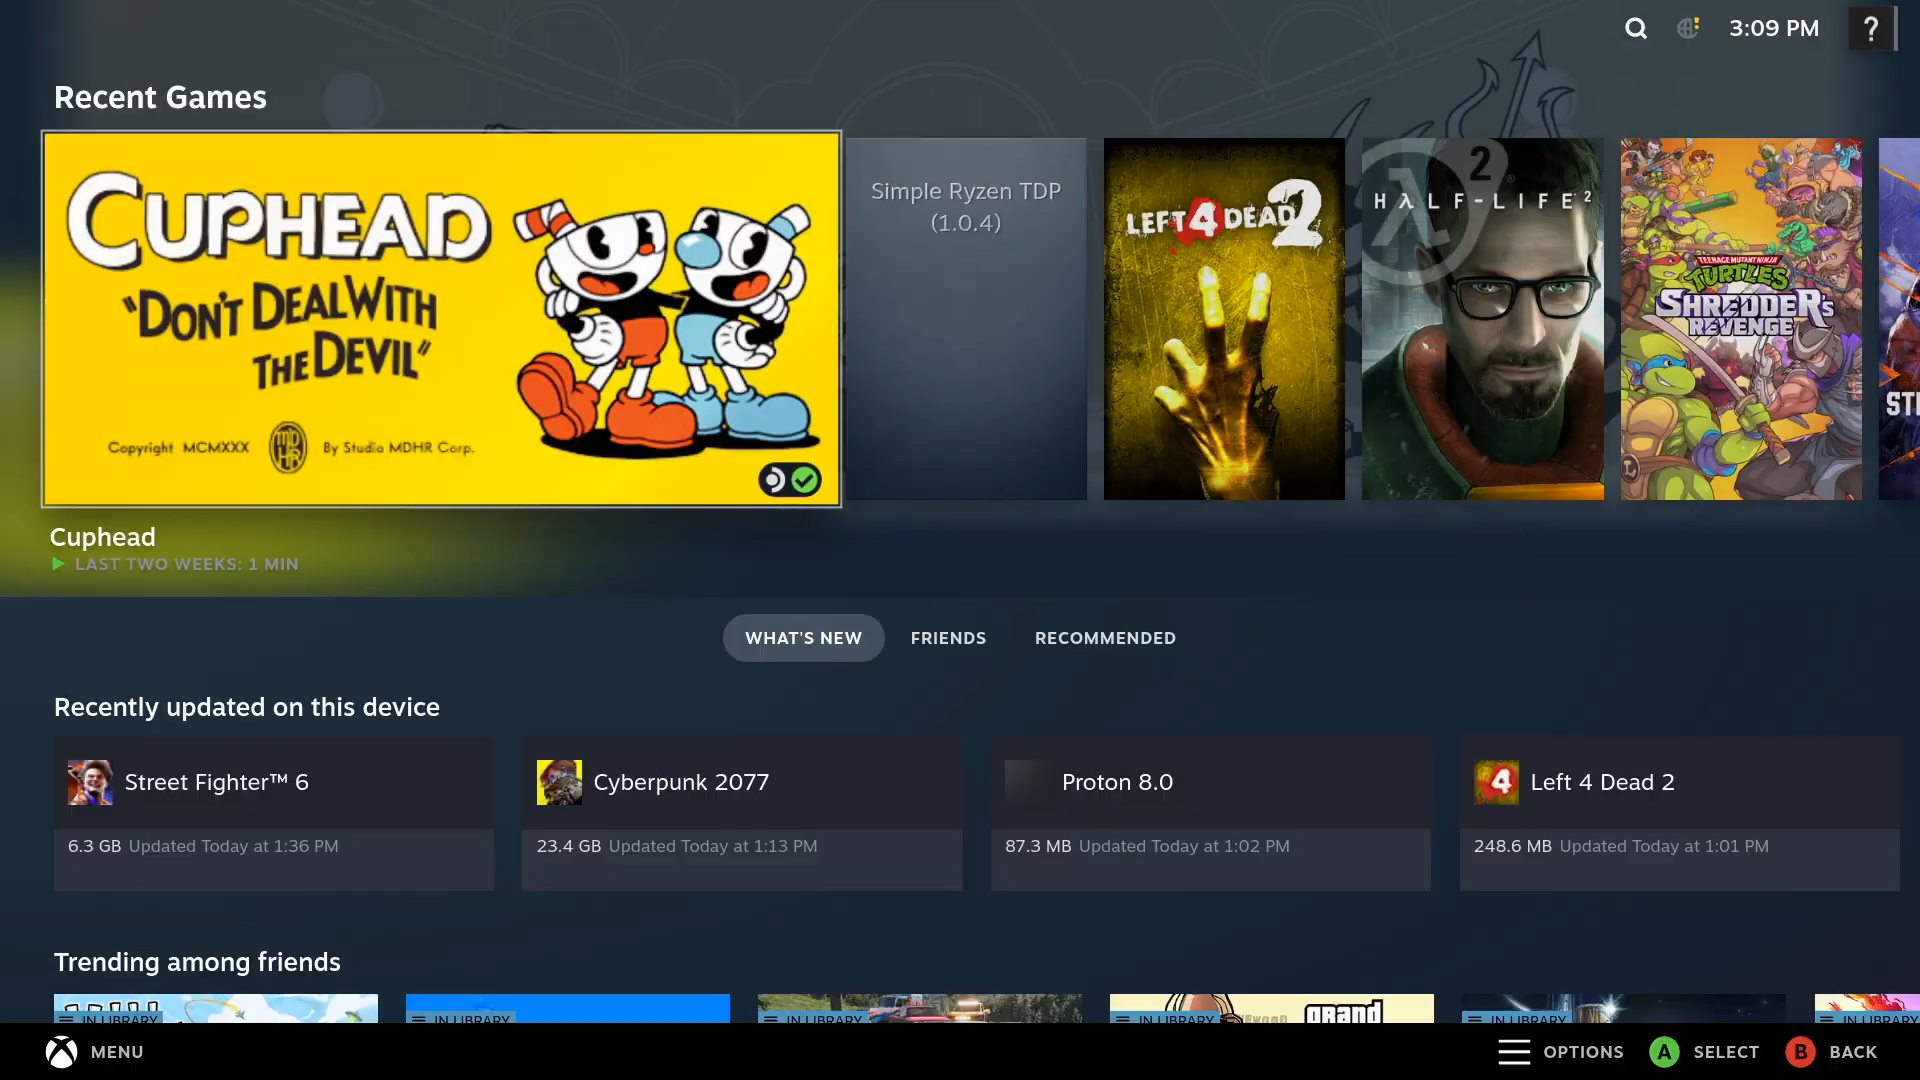 3:09 PM
?
Recent Games
CUPHEAD
"DON'T DEAL WITH
THE DEVIL"
Copyright MCMXXX
MDHR
By Studio MDHR Corp.
Simple Ryzen TDP
(1.0.4)
LEFT 4 DEAD 2
2
HλLF-LIFE²
TEENAGE MUTANT NINJA
TURTLES
SHREDDER'S
REVENGE
Cuphead
LAST TWO WEEKS: 1 MIN
WHAT'S NEW
FRIENDS
RECOMMENDED
Recently updated on this device
Street Fighter™ 6
6.3 GB Updated Today at 1:36 PM
Cyberpunk 2077
23.4 GB Updated Today at 1:13 PM
Proton 8.0
87.3 MB Updated Today at 1:02 PM
4
Left 4 Dead 2
248.6 MB Updated Today at 1:01 PM
Trending among friends
IN LIBRARY
IN LIBRARY
IN LIBRARY
IN LIBRARY
grand
IN LIBRARY
IN LIBRARY
MENU
OPTIONS
A SELECT
B BACK